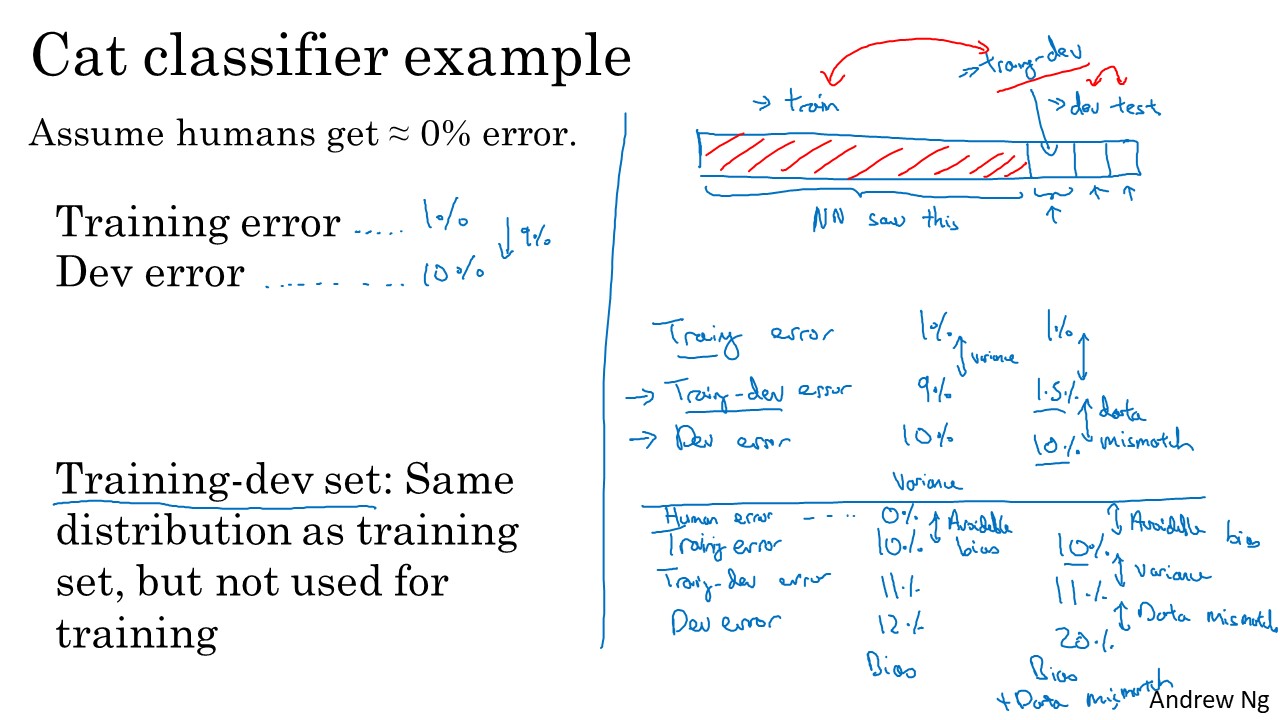 Cat classifier example
Assume humans get ≈ 0% error.
Training error ..... 1%
Dev error ......... 10%
↓ 9%
Training-dev set: Same
distribution as training
set, but not used for
training
→ train
→ traing-dev
→ dev test
NN saw this
Traing error 1% 1%
variance
→ Traing-dev error 9% 1.5%
→ Dev error 10% 10%
data
mismatch
Variance
Human error ---.. 0%
Avoidable
bias
Avoidable bias
Training error 10% 10%
Variance
Traing-dev error 11% 11%
Data mismatch
Dev error 12% 20%
Bias
Bias
+Data mismatch
Andrew Ng